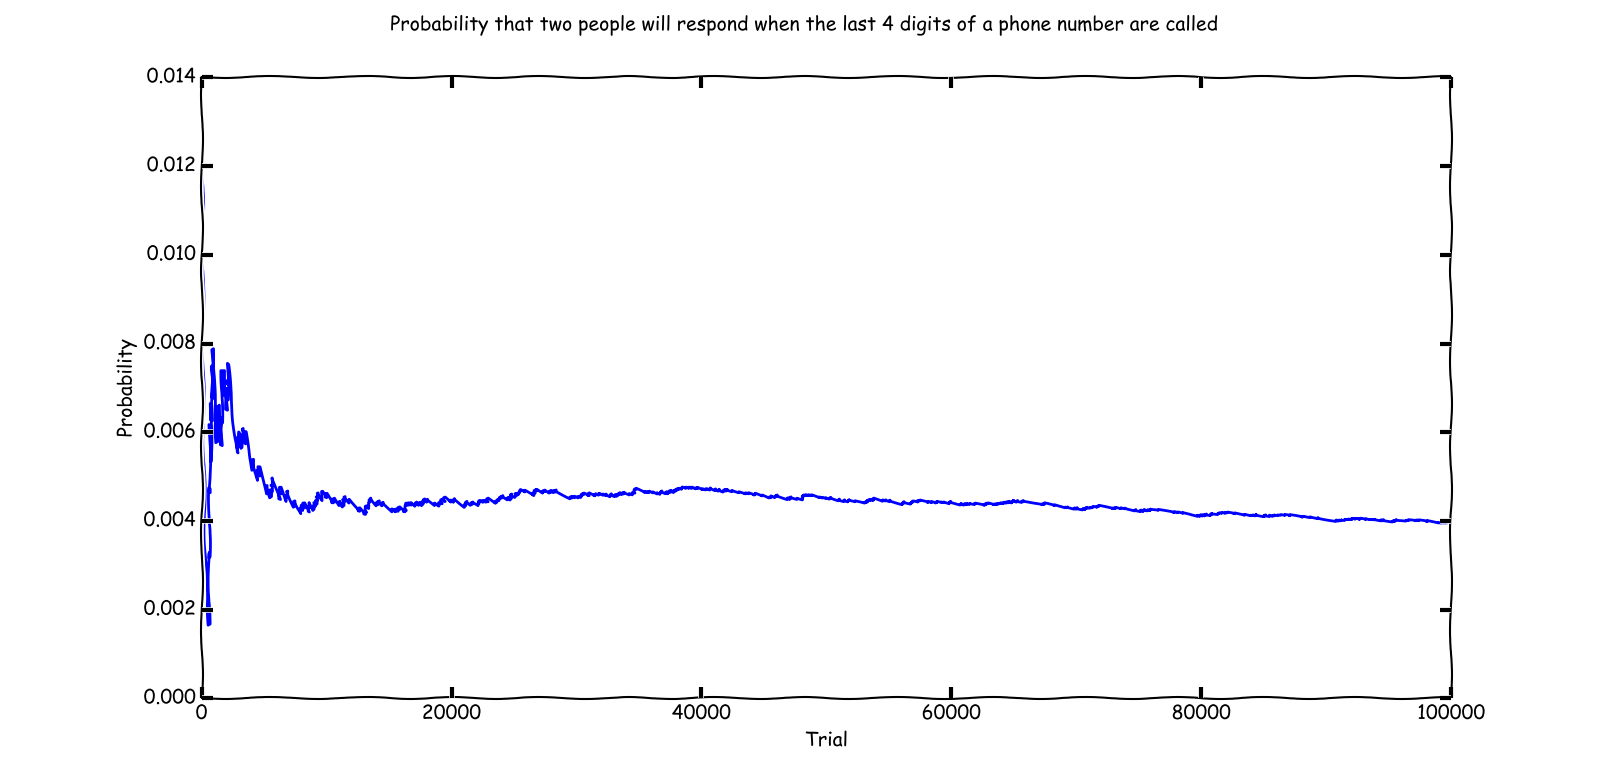 Probability that two people will respond when the last 4 digits of a phone number are called
0.014
0.012
0.010
0.008
0.006
0.004
0.002
0.000
Probability
0 20000 40000 60000 80000 100000
Trial